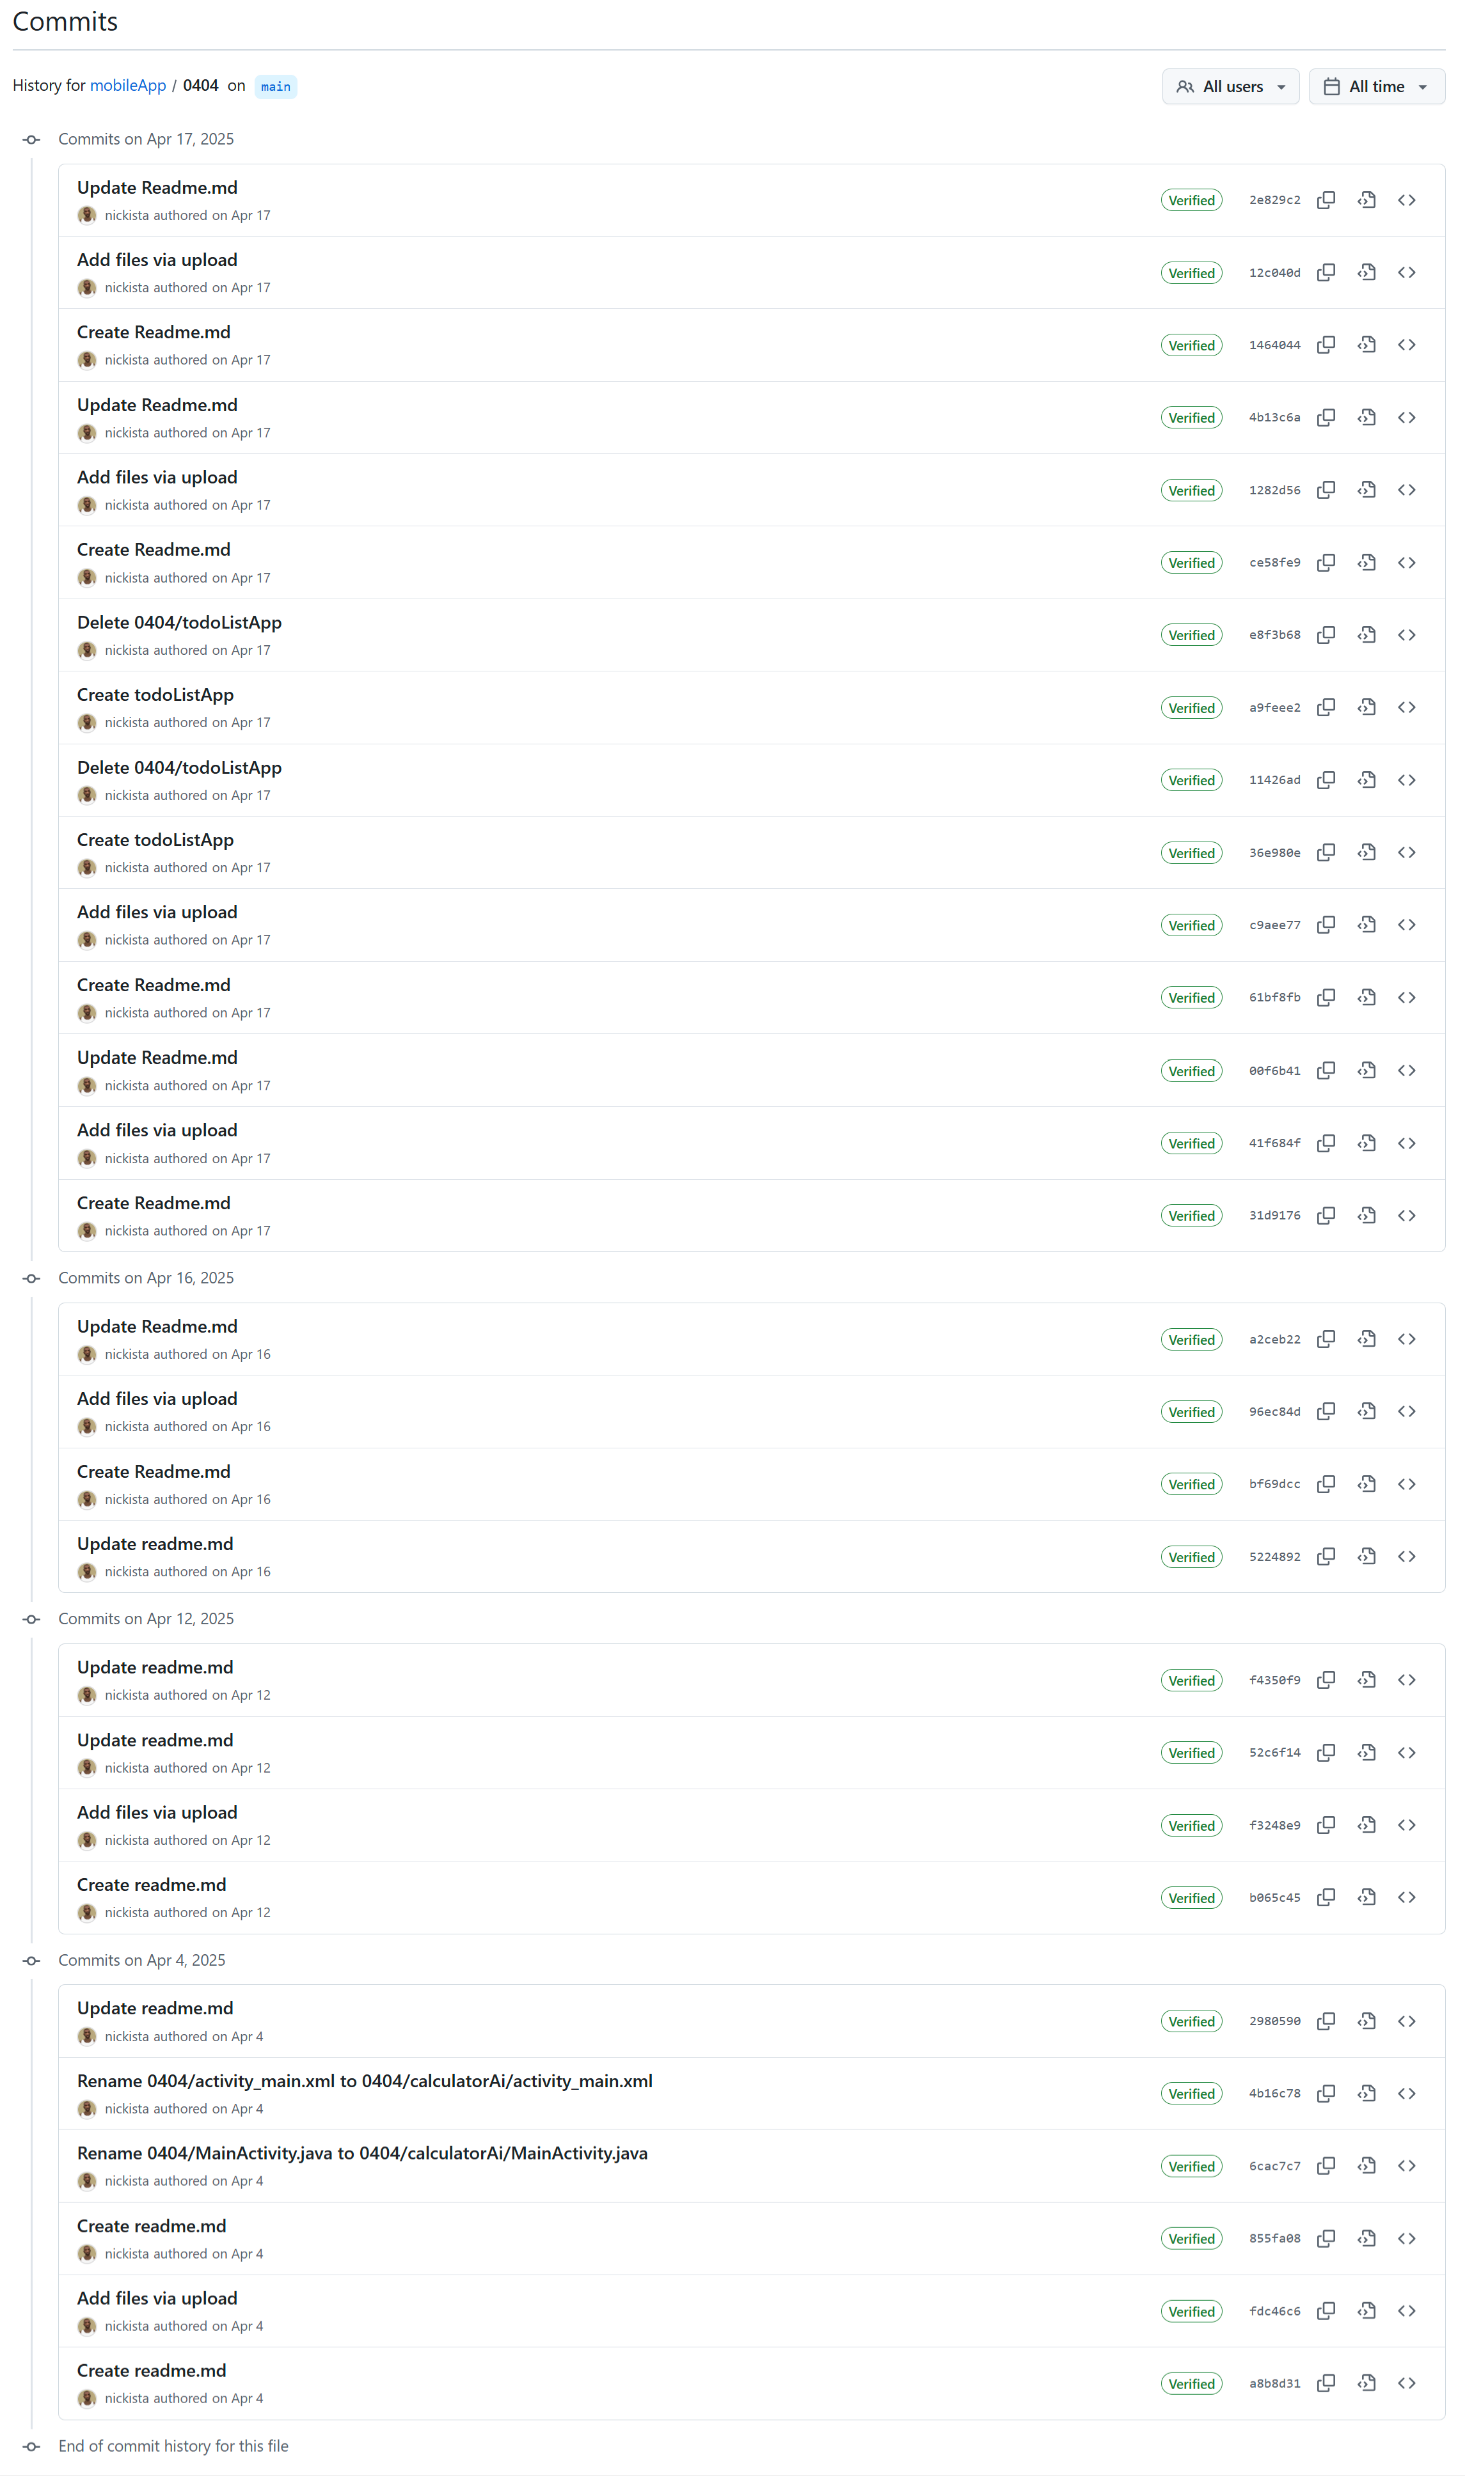 Commits
History for mobileApp / 0404 on main
All users
All time
Commits on Apr 17, 2025
Update Readme.md
nickista authored on Apr 17
Verified 2e829c2
Add files via upload
nickista authored on Apr 17
Verified 12c040d
Create Readme.md
nickista authored on Apr 17
Verified 1464044
Update Readme.md
nickista authored on Apr 17
Verified 4b13c6a
Add files via upload
nickista authored on Apr 17
Verified 1282d56
Create Readme.md
nickista authored on Apr 17
Verified ce58fe9
Delete 0404/todoListApp
nickista authored on Apr 17
Verified e8f3b68
Create todoListApp
nickista authored on Apr 17
Verified a9feee2
Delete 0404/todoListApp
nickista authored on Apr 17
Verified 11426ad
Create todoListApp
nickista authored on Apr 17
Verified 36e980e
Add files via upload
nickista authored on Apr 17
Verified c9aee77
Create Readme.md
nickista authored on Apr 17
Verified 61bf8fb
Update Readme.md
nickista authored on Apr 17
Verified 00f6b41
Add files via upload
nickista authored on Apr 17
Verified 41f684f
Create Readme.md
nickista authored on Apr 17
Verified 31d9176
Commits on Apr 16, 2025
Update Readme.md
nickista authored on Apr 16
Verified a2ceb22
Add files via upload
nickista authored on Apr 16
Verified 96ec84d
Create Readme.md
nickista authored on Apr 16
Verified bf69dcc
Update readme.md
nickista authored on Apr 16
Verified 5224892
Commits on Apr 12, 2025
Update readme.md
nickista authored on Apr 12
Verified f4350f9
Update readme.md
nickista authored on Apr 12
Verified 52c6f14
Add files via upload
nickista authored on Apr 12
Verified f3248e9
Create readme.md
nickista authored on Apr 12
Verified b065c45
Commits on Apr 4, 2025
Update readme.md
nickista authored on Apr 4
Verified 2980590
Rename 0404/activity_main.xml to 0404/calculatorAi/activity_main.xml
nickista authored on Apr 4
Verified 4b16c78
Rename 0404/MainActivity.java to 0404/calculatorAi/MainActivity.java
nickista authored on Apr 4
Verified 6cac7c7
Create readme.md
nickista authored on Apr 4
Verified 855fa08
Add files via upload
nickista authored on Apr 4
Verified fdc46c6
Create readme.md
nickista authored on Apr 4
Verified a8b8d31
End of commit history for this file